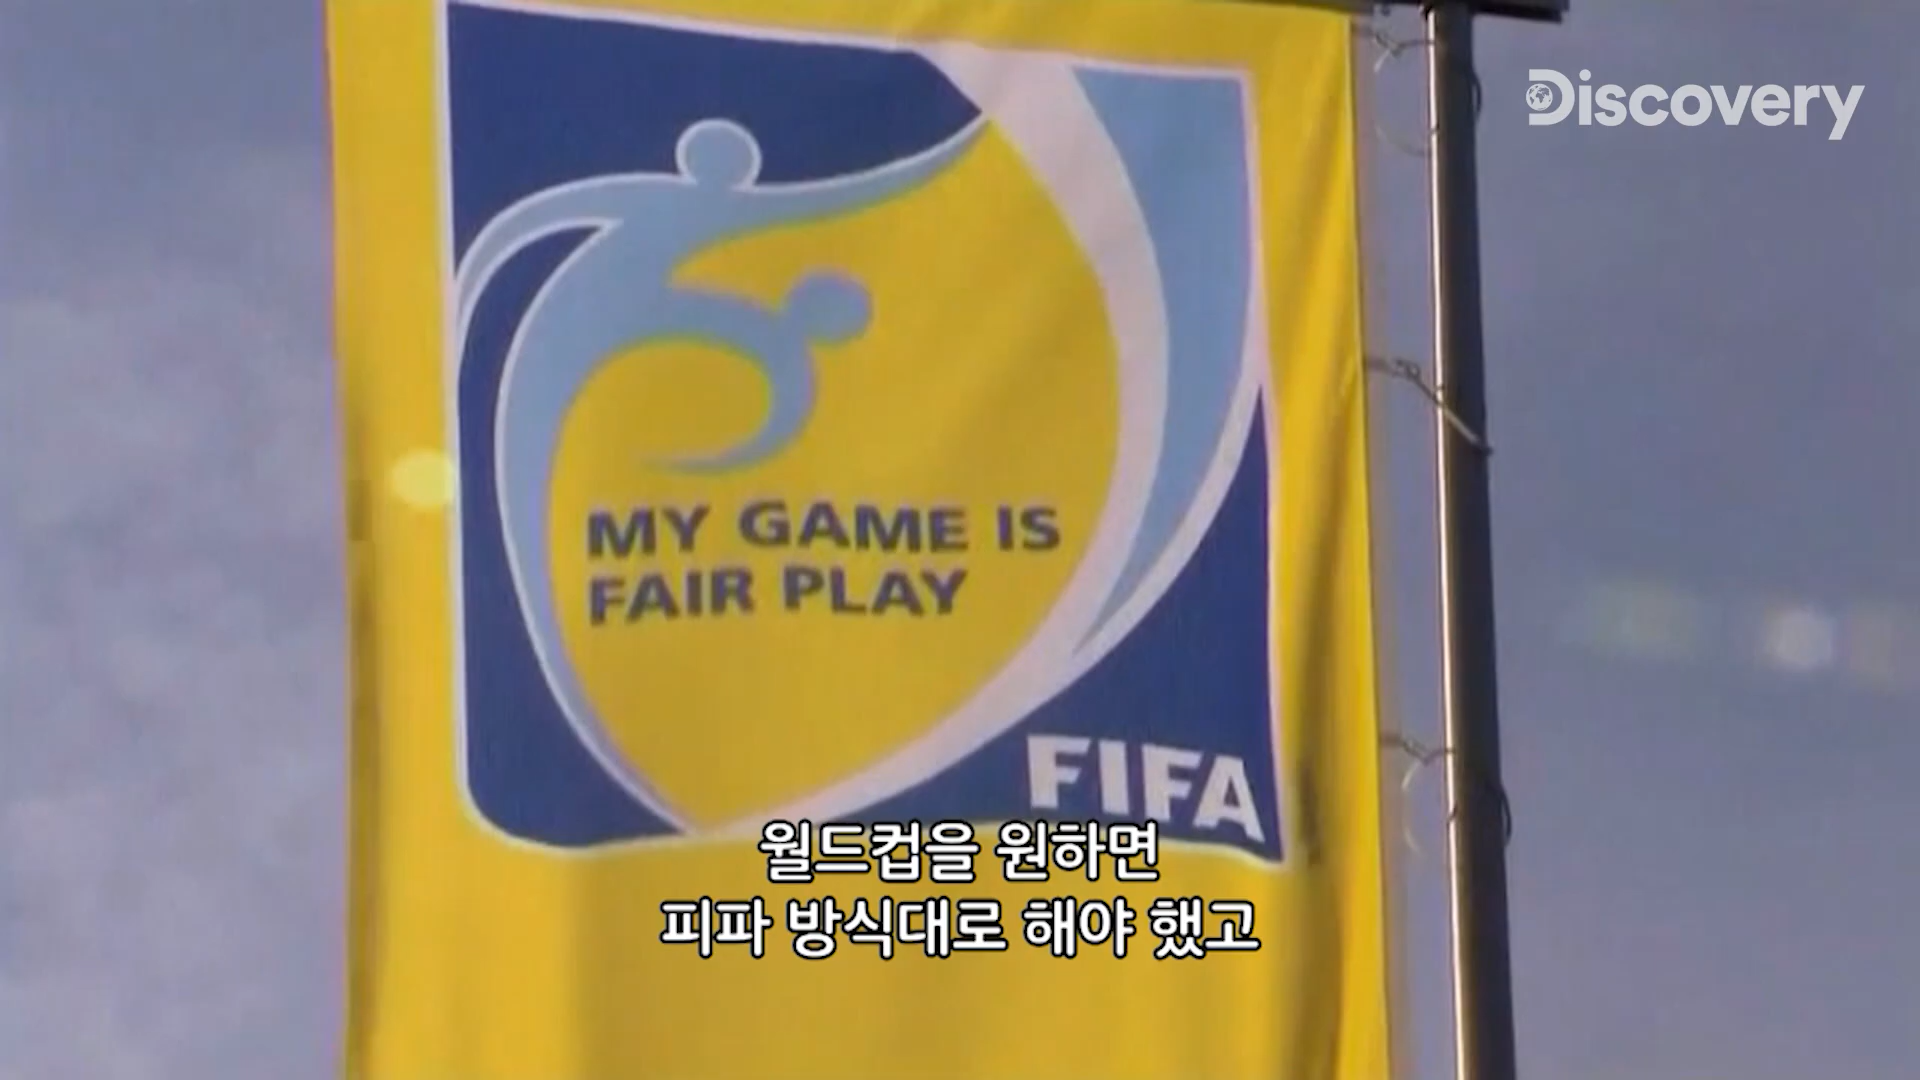 Discovery
MY GAME IS
FAIR PLAY
FIFA
월드컵을 원하면
피파 방식대로 해야 했고